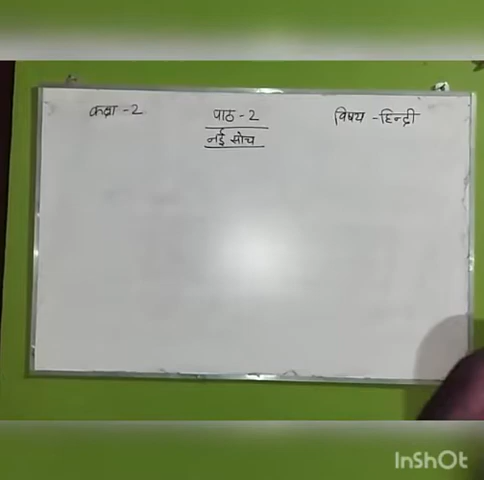 कक्षा - 2 पाठ - 2 विषय - हिन्दी
नई सोच
InShOt